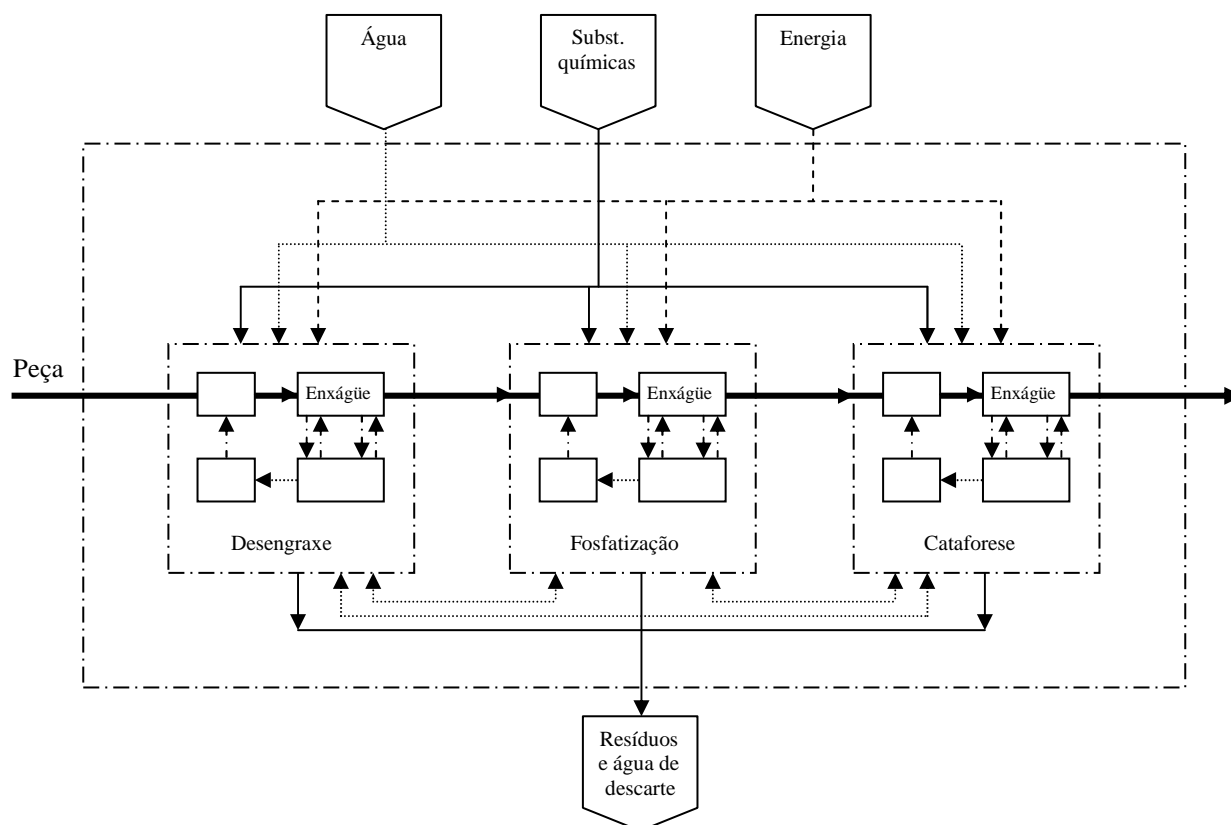 Água
Subst.
químicas
Energia
Peça
Enxágüe
Enxágüe
Enxágüe
Desengraxe
Fosfatização
Cataforese
Resíduos
e água de
descarte